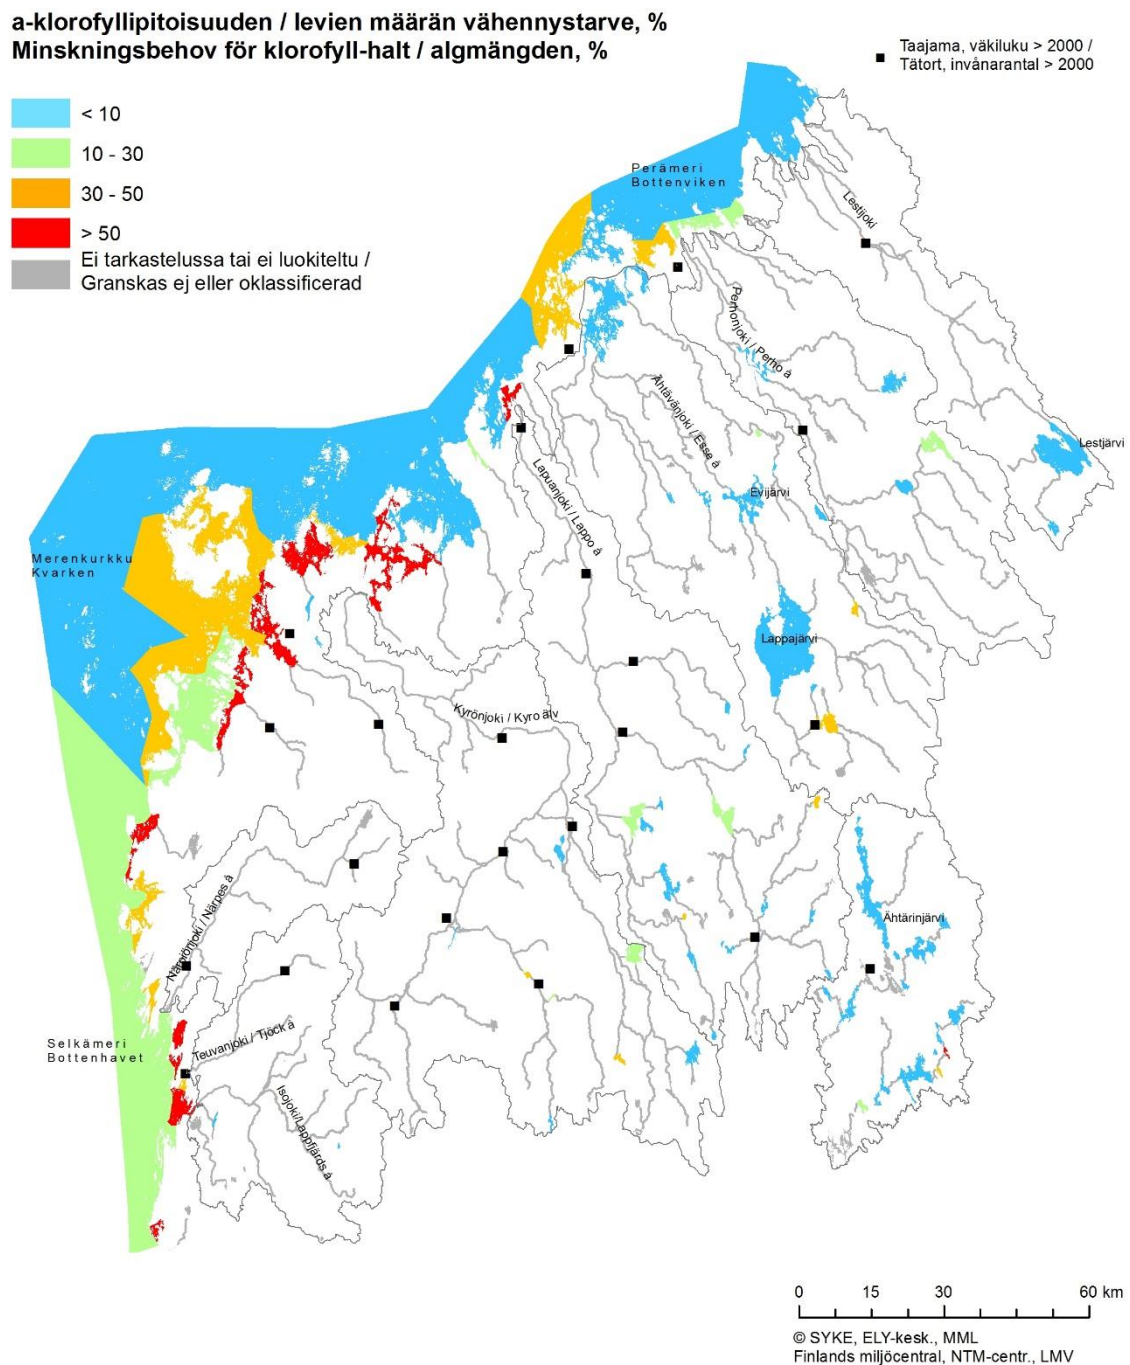 a-klorofyllipitoisuuden / levien määrän vähennystarve, %
Minskningsbehov för klorofyll-halt / algmängden, %
Taajama, väkiluku > 2000 /
Tätort, invånarantal > 2000
< 10
10 - 30
30 - 50
> 50
Ei tarkastelussa tai ei luokiteltu /
Granskas ej eller oklassificerad
Perämeri
Bottenviken
Lestijoki
Perhonjoki / Perho å
Ähtävänjoki / Esse å
Lestjärvi
Lapuanjoki / Lappo å
Evijärvi
Merenkurkku
Kvarken
Lappajärvi
Kyrönjoki / Kyro älv
Närpiönjoki / Närpes å
Ähtärinjärvi
Selkämeri
Bottenhavet
Teuvanjoki / Tjöck å
Isojoki/Lappfjärds å
0 15 30 60 km
© SYKE, ELY-kesk., MML
Finlands miljöcentral, NTM-centr., LMV